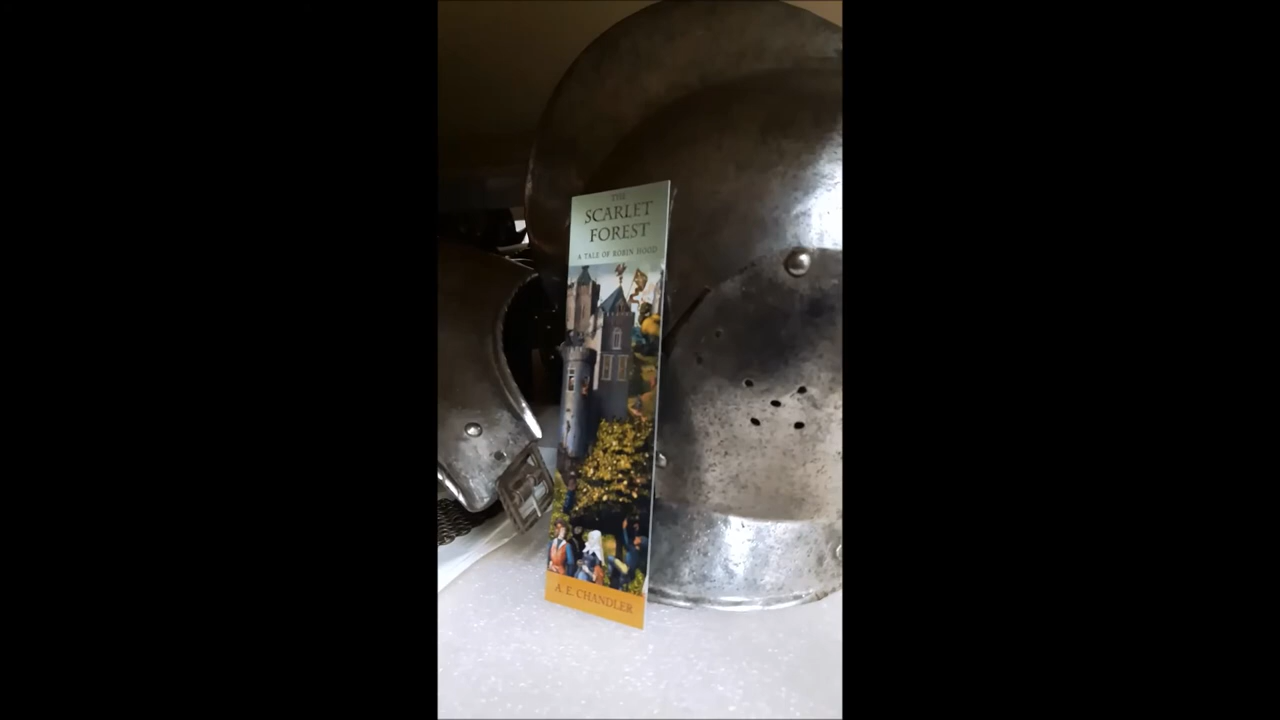 THE
SCARLET
FOREST
A TALE OF ROBIN HOOD
A. E. CHANDLER